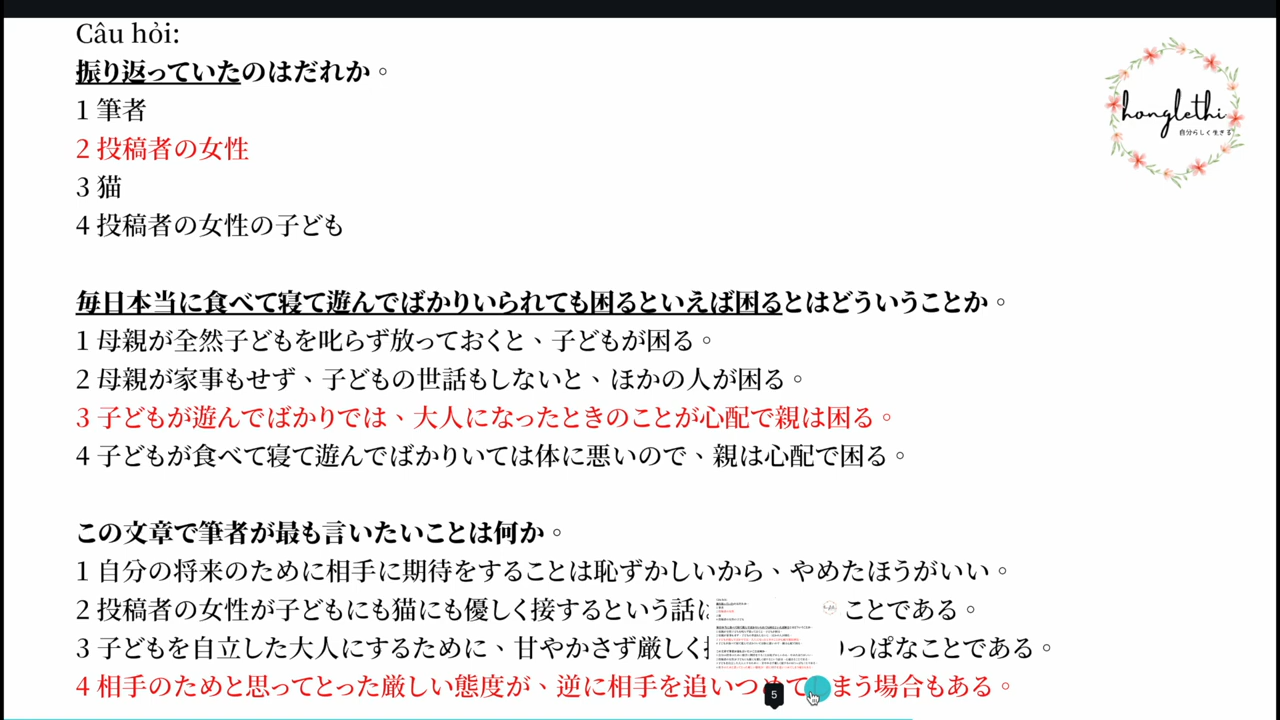 Câu hỏi:
振り返っていたのはだれか。
1 筆者
2 投稿者の女性
3 猫
4 投稿者の女性の子ども
honglethi
自分らしく生きる
毎日本当に食べて寝て遊んでばかりいられても困るといえば困るとはどういうことか。
1 母親が全然子どもを叱らず放っておくと、子どもが困る。
2 母親が家事もせず、子どもの世話もしないと、ほかの人が困る。
3 子どもが遊んでばかりでは、大人になったときのことが心配で親は困る。
4 子どもが食べて寝て遊んでばかりいては体に悪いので、親は心配で困る。
この文章で筆者が最も言いたいことは何か。
1 自分の将来のために相手に期待をすることは恥ずかしいから、やめたほうがいい。
2 投稿者の女性が子どもにも猫にも優しく接するという話は ことである。
3 子どもを自立した大人にするために、甘やかさず厳しく っぱなことである。
4 相手のためと思ってとった厳しい態度が、逆に相手を追いつめて まう場合もある。
5